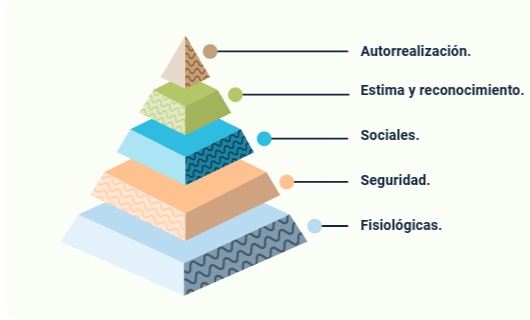 Autorrealización.
Estima y reconocimiento.
Sociales.
Seguridad.
Fisiológicas.